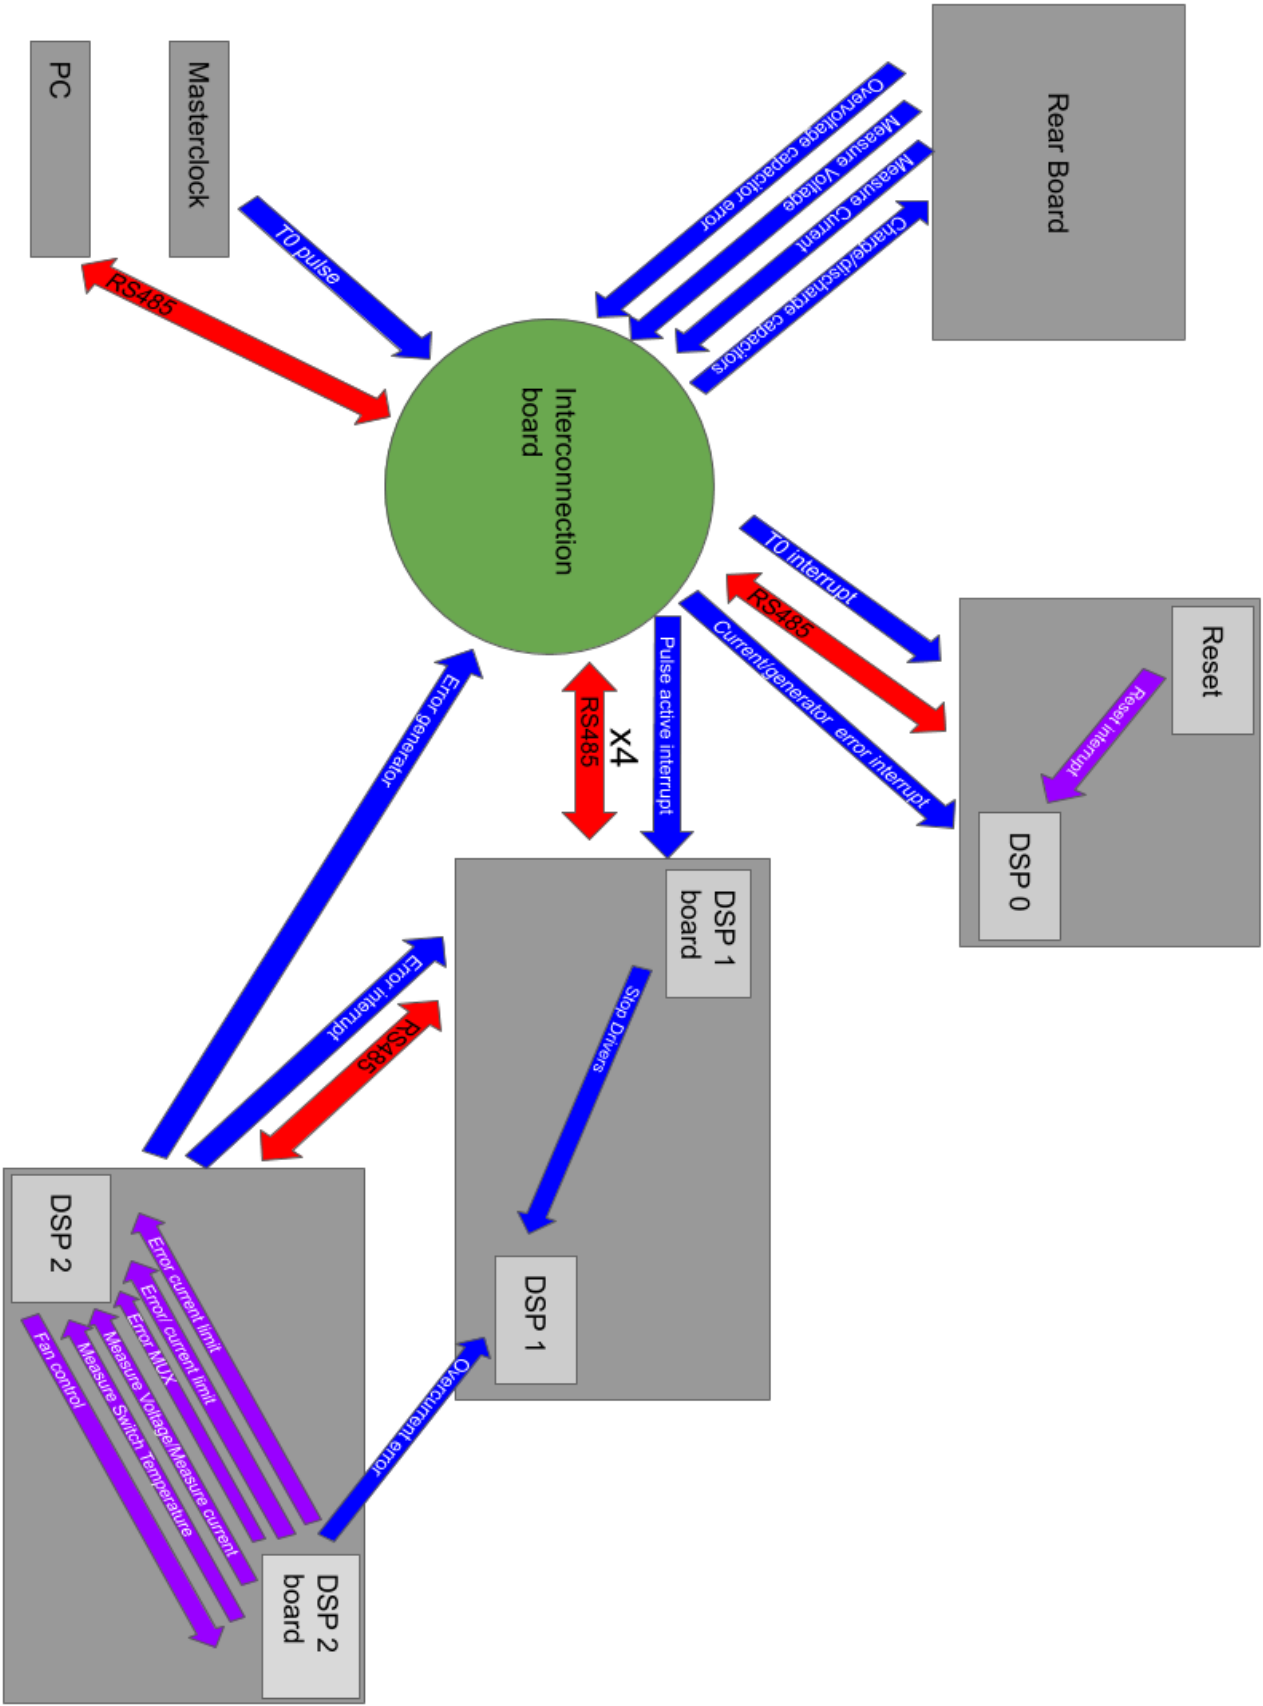 PC
Masterclock
Rear Board
Overvoltage capacitor error
Measure Voltage
Measure Current
Charge/discharge capacitors
T0 pulse
RS485
Interconnection
board
T0 interrupt
RS485
Current/generator error interrupt
Reset
Reset interrupt
DSP 0
Pulse active interrupt
x4
RS485
Error generator
DSP 1
board
Stop Drivers
DSP 1
Error interrupt
RS485
Overcurrent error
DSP 2
Error current limit
Error/ current limit
Error MUX
Measure Voltage/Measure current
Measure Switch Temperature
Fan control
DSP 2
board